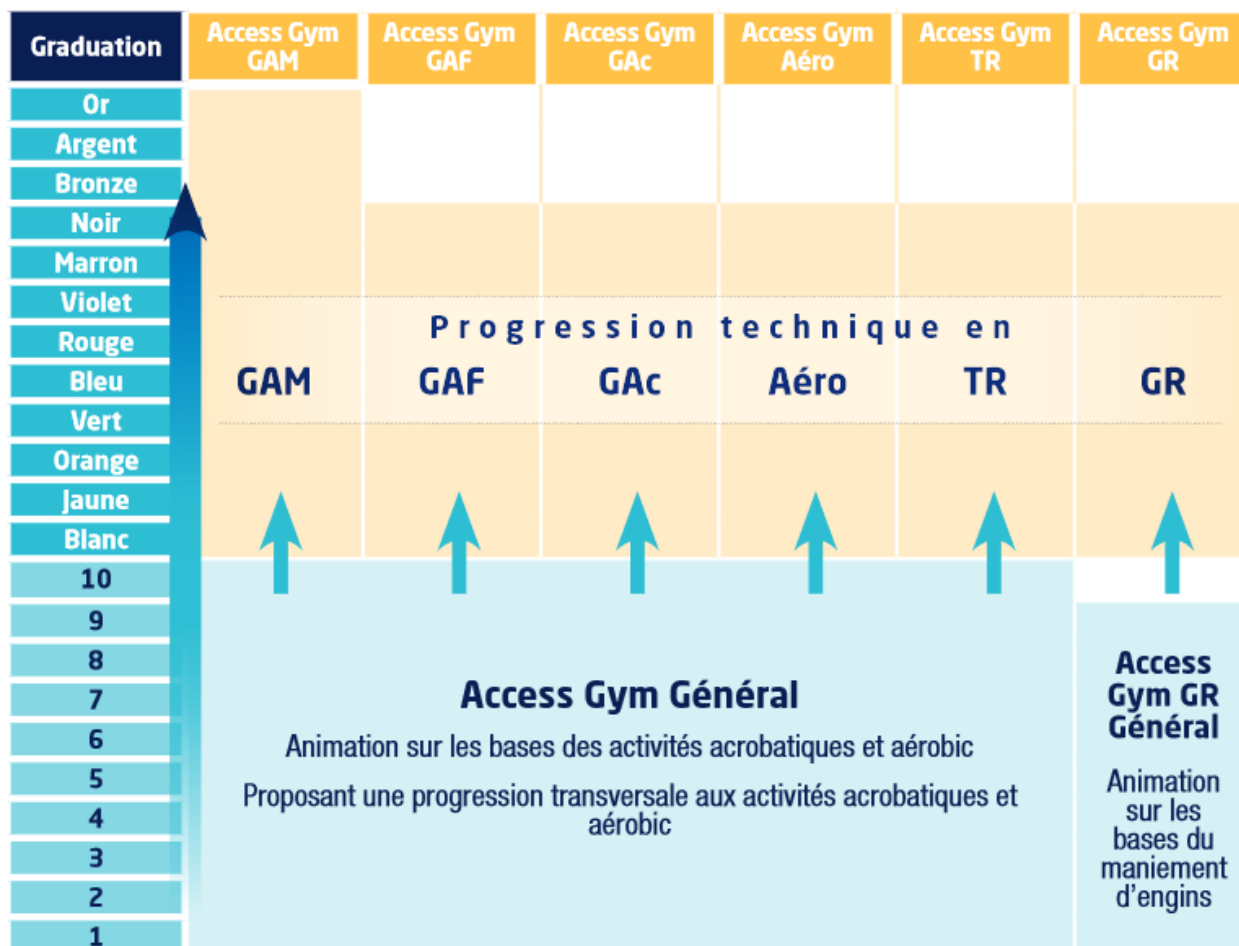 Graduation
Access Gym
GAM
Access Gym
GAF
Access Gym
GAc
Access Gym
Aéro
Access Gym
TR
Access Gym
GR
Or
Argent
Bronze
Noir
Marron
Violet
Rouge
Bleu
Vert
Orange
Jaune
Blanc
10
9
8
7
6
5
4
3
2
1
Progression technique en
GAM
GAF
GAc
Aéro
TR
GR
Access Gym Général
Animation sur les bases des activités acrobatiques et aérobic
Proposant une progression transversale aux activités acrobatiques et
aérobic
Access
Gym GR
Général
Animation
sur les
bases du
maniement
d'engins